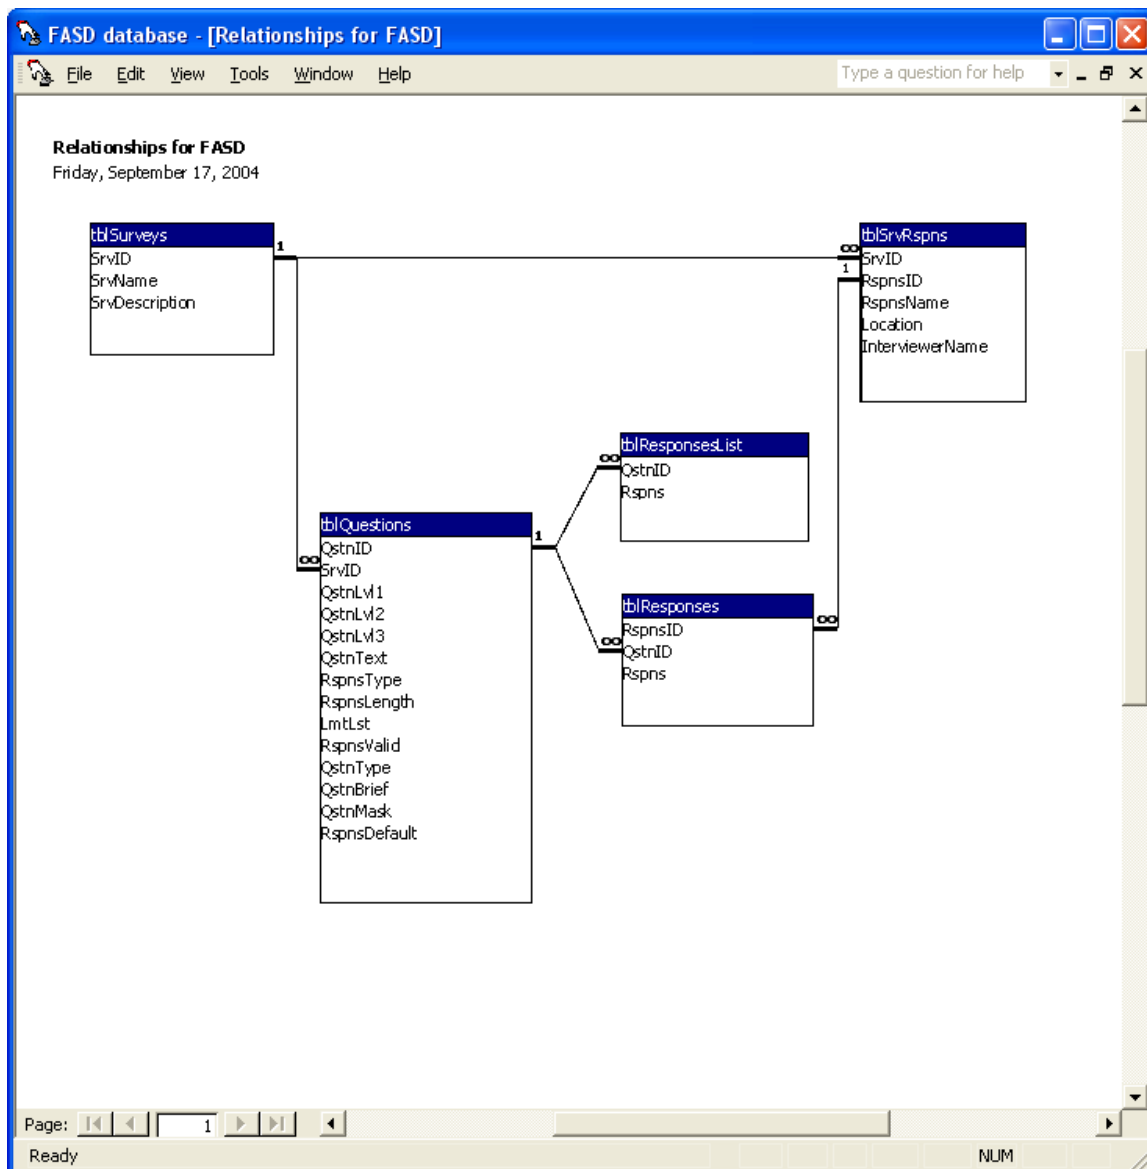 FASD database - [Relationships for FASD]
File Edit View Tools Window Help Type a question for help
Relationships for FASD
Friday, September 17, 2004
tblSurveys
1
SrvID
SrvName
SrvDescription
tblSrvRspns
∞
SrvID
1
RspnsID
RspnsName
Location
InterviewerName
tblResponsesList
∞
QstnID
Rspns
tblQuestions
1
QstnID
∞
SrvID
QstnLvl1
QstnLvl2
QstnLvl3
QstnText
RspnsType
RspnsLength
LmtLst
RspnsValid
QstnType
QstnBrief
QstnMask
RspnsDefault
tblResponses
∞
RspnsID
∞
QstnID
Rspns
Page: 1
Ready NUM